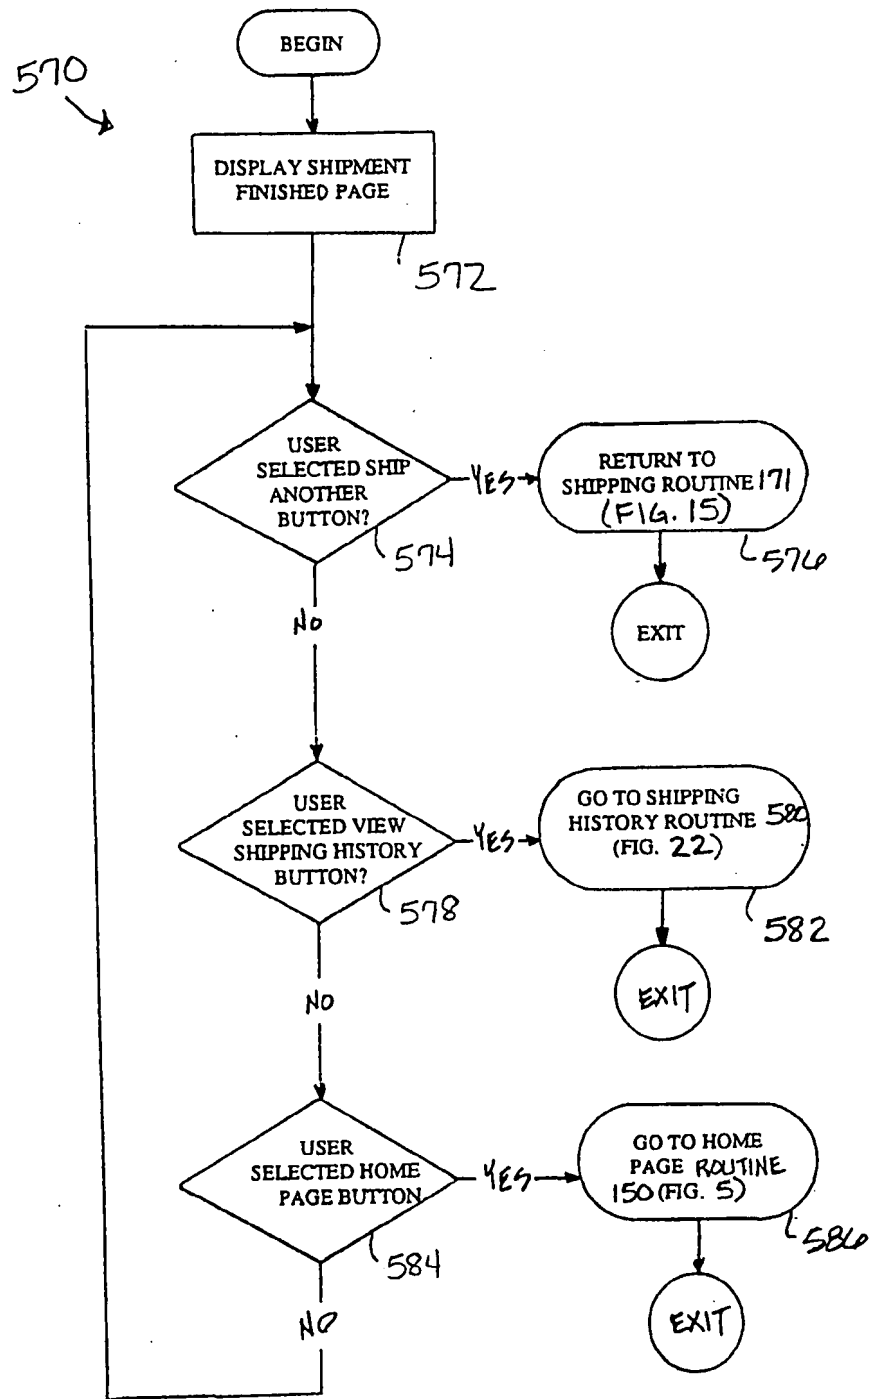 BEGIN
570
DISPLAY SHIPMENT
FINISHED PAGE
572
USER
SELECTED SHIP
ANOTHER
BUTTON?
574
YES
RETURN TO
SHIPPING ROUTINE 171
(FIG. 15)
576
EXIT
NO
USER
SELECTED VIEW
SHIPPING HISTORY
BUTTON?
578
YES
GO TO SHIPPING
HISTORY ROUTINE 580
(FIG. 22)
582
EXIT
NO
USER
SELECTED HOME
PAGE BUTTON
584
YES
GO TO HOME
PAGE ROUTINE
150 (FIG. 5)
586
EXIT
NO